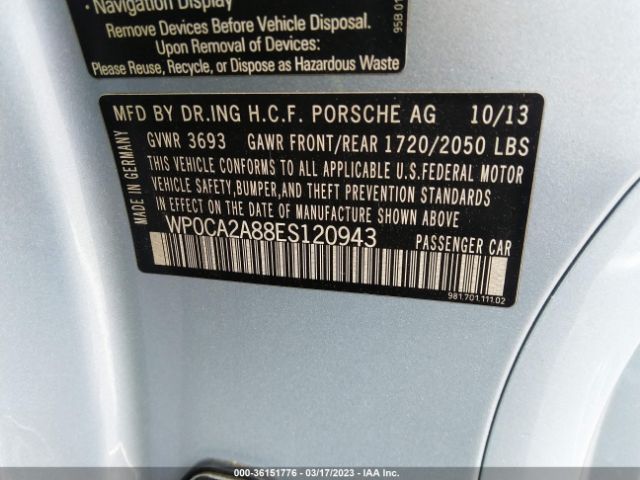 · Navigation Display
Remove Devices Before Vehicle Disposal.
Upon Removal of Devices:
Please Reuse, Recycle, or Dispose as Hazardous Waste
95B 01
MFD BY DR.ING H.C.F. PORSCHE AG 10/13
GVWR 3693 GAWR FRONT/REAR 1720/2050 LBS
THIS VEHICLE CONFORMS TO ALL APPLICABLE U.S.FEDERAL MOTOR
VEHICLE SAFETY,BUMPER,AND THEFT PREVENTION STANDARDS
IN EFFECT ON THE DATE OF MANUFACTURE SHOWN ABOVE
MADE IN GERMANY
WP0CA2A88ES120943 PASSENGER CAR
981.701.111.02
000-36151776 - 03/17/2023 - IAA Inc.